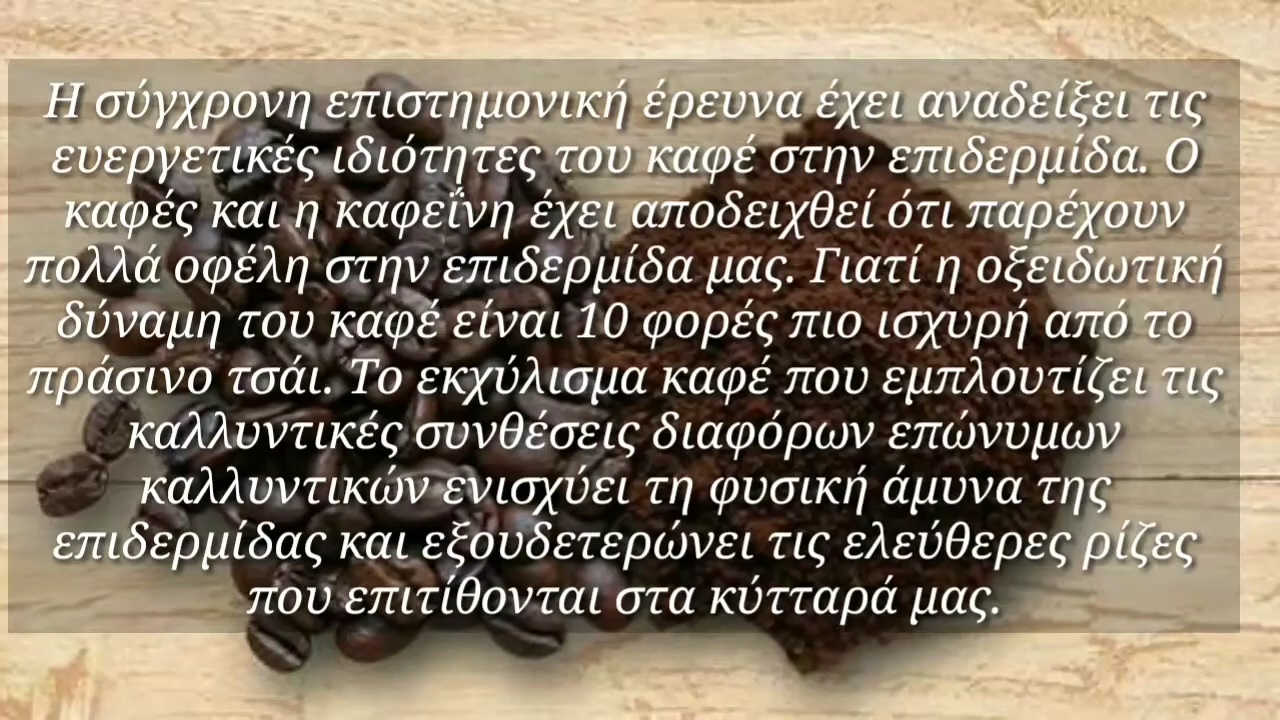 Η σύγχρονη επιστημονική έρευνα έχει αναδείξει τις
ευεργετικές ιδιότητες του καφέ στην επιδερμίδα. Ο
καφές και η καφεΐνη έχει αποδειχθεί ότι παρέχουν
πολλά οφέλη στην επιδερμίδα μας. Γιατί η οξειδωτική
δύναμη του καφέ είναι 10 φορές πιο ισχυρή από το
πράσινο τσάι. Το εκχύλισμα καφέ που εμπλουτίζει τις
καλλυντικές συνθέσεις διαφόρων επώνυμων
καλλυντικών ενισχύει τη φυσική άμυνα της
επιδερμίδας και εξουδετερώνει τις ελεύθερες ρίζες
που επιτίθονται στα κύτταρά μας.